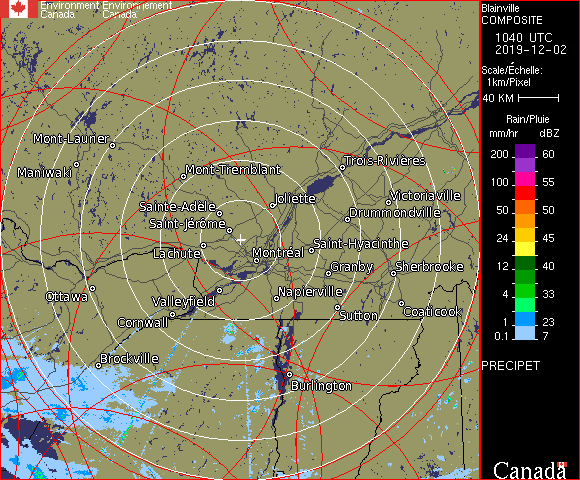 Environment Environnement
Canada Canada
Blainville
COMPOSITE
1040 UTC
2019-12-02
Scale/Échelle:
1km/Pixel
40 KM
Rain/Pluie
mm/hr dBZ
200 60
150 57
100 55
50 50
24 45
12 40
4 33
1 23
0.1 7
PRECIPET
Canada
Mont-Laurier
Maniwaki
Mont-Tremblant
Trois-Rivières
Joliette
Victoriaville
Sainte-Adèle
Drummondville
Saint-Jérôme
Saint-Hyacinthe
Lachute
Montréal
Granby
Sherbrooke
Ottawa
Valleyfield
Napierville
Cornwall
Sutton
Coaticook
Brockville
Burlington